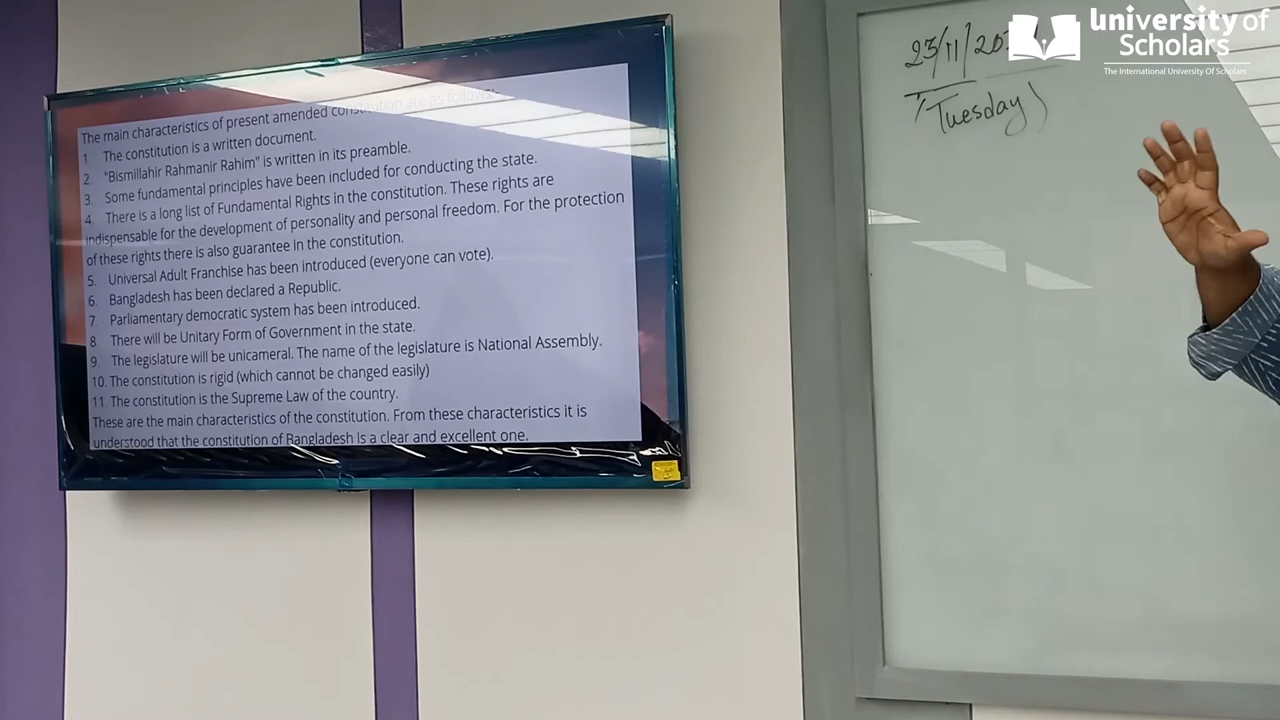 The main characteristics of present amended constitution are as follows:
1. The constitution is a written document.
2. "Bismillahir Rahmanir Rahim" is written in its preamble.
3. Some fundamental principles have been included for conducting the state.
4. There is a long list of Fundamental Rights in the constitution. These rights are
indispensable for the development of personality and personal freedom. For the protection
of these rights there is also guarantee in the constitution.
5. Universal Adult Franchise has been introduced (everyone can vote).
6. Bangladesh has been declared a Republic.
7. Parliamentary democratic system has been introduced.
8. There will be Unitary Form of Government in the state.
9. The legislature will be unicameral. The name of the legislature is National Assembly.
10. The constitution is rigid (which cannot be changed easily)
11. The constitution is the Supreme Law of the country.
These are the main characteristics of the constitution. From these characteristics it is
understood that the constitution of Bangladesh is a clear and excellent one.
23/11/20
(Tuesday)
university of
Scholars
The International University Of Scholars